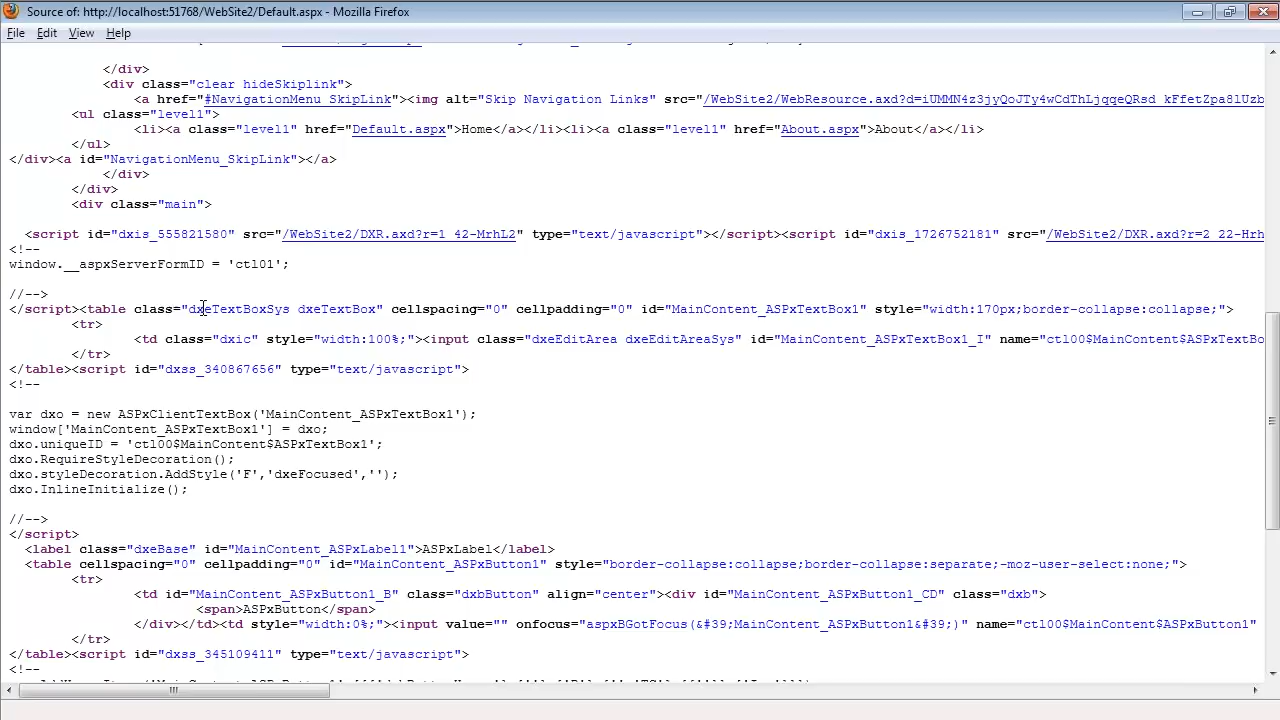 Source of: http://localhost:51768/WebSite2/Default.aspx - Mozilla Firefox
File Edit View Help
</div>
<div class="clear hideSkiplink">
<a href="#NavigationMenu_SkipLink"><img alt="Skip Navigation Links" src="/WebSite2/WebResource.axd?d=iUMMN4z3jyQoJTy4wCdThLjqqeQRsd_kFfetZpa8lUzb
<ul class="level1">
<li><a class="level1" href="Default.aspx">Home</a></li><li><a class="level1" href="About.aspx">About</a></li>
</ul>
</div><a id="NavigationMenu_SkipLink"></a>
</div>
</div>
<div class="main">
<script id="dxis_555821580" src="/WebSite2/DXR.axd?r=1_42-MrhL2" type="text/javascript"></script><script id="dxis_1726752181" src="/WebSite2/DXR.axd?r=2_22-Hrh
<!--
window.__aspxServerFormID = 'ctl01';
//-->
</script><table class="dxeTextBoxSys dxeTextBox" cellspacing="0" cellpadding="0" id="MainContent_ASPxTextBox1" style="width:170px;border-collapse:collapse;">
<tr>
<td class="dxic" style="width:100%;"><input class="dxeEditArea dxeEditAreaSys" id="MainContent_ASPxTextBox1_I" name="ctl00$MainContent$ASPxTextBo
</tr>
</table><script id="dxss_340867656" type="text/javascript">
<!--
var dxo = new ASPxClientTextBox('MainContent_ASPxTextBox1');
window['MainContent_ASPxTextBox1'] = dxo;
dxo.uniqueID = 'ctl00$MainContent$ASPxTextBox1';
dxo.RequireStyleDecoration();
dxo.styleDecoration.AddStyle('F','dxeFocused','');
dxo.InlineInitialize();
//-->
</script>
<label class="dxeBase" id="MainContent_ASPxLabel1">ASPxLabel</label>
<table cellspacing="0" cellpadding="0" id="MainContent_ASPxButton1" style="border-collapse:collapse;border-collapse:separate;-moz-user-select:none;">
<tr>
<td id="MainContent_ASPxButton1_B" class="dxbButton" align="center"><div id="MainContent_ASPxButton1_CD" class="dxb">
<span>ASPxButton</span>
</div></td><td style="width:0%;"><input value="" onfocus="aspxBGotFocus(&#39;MainContent_ASPxButton1&#39;)" name="ctl00$MainContent$ASPxButton1"
</tr>
</table><script id="dxss_345109411" type="text/javascript">
<!--